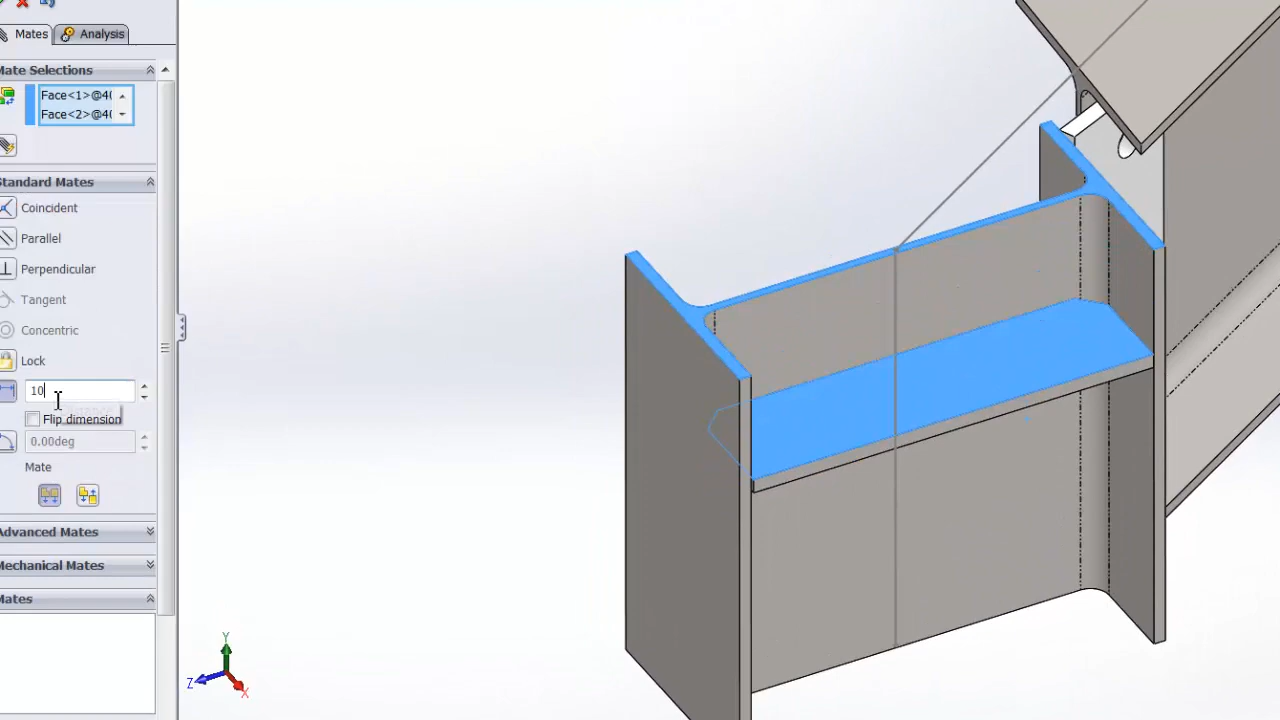 Mates Analysis
Mate Selections
Face<1>@4(
Face<2>@4(
Standard Mates
Coincident
Parallel
Perpendicular
Tangent
Concentric
Lock
10
Flip dimension
0.00deg
Mate
Advanced Mates
Mechanical Mates
Mates
Y
Z
X